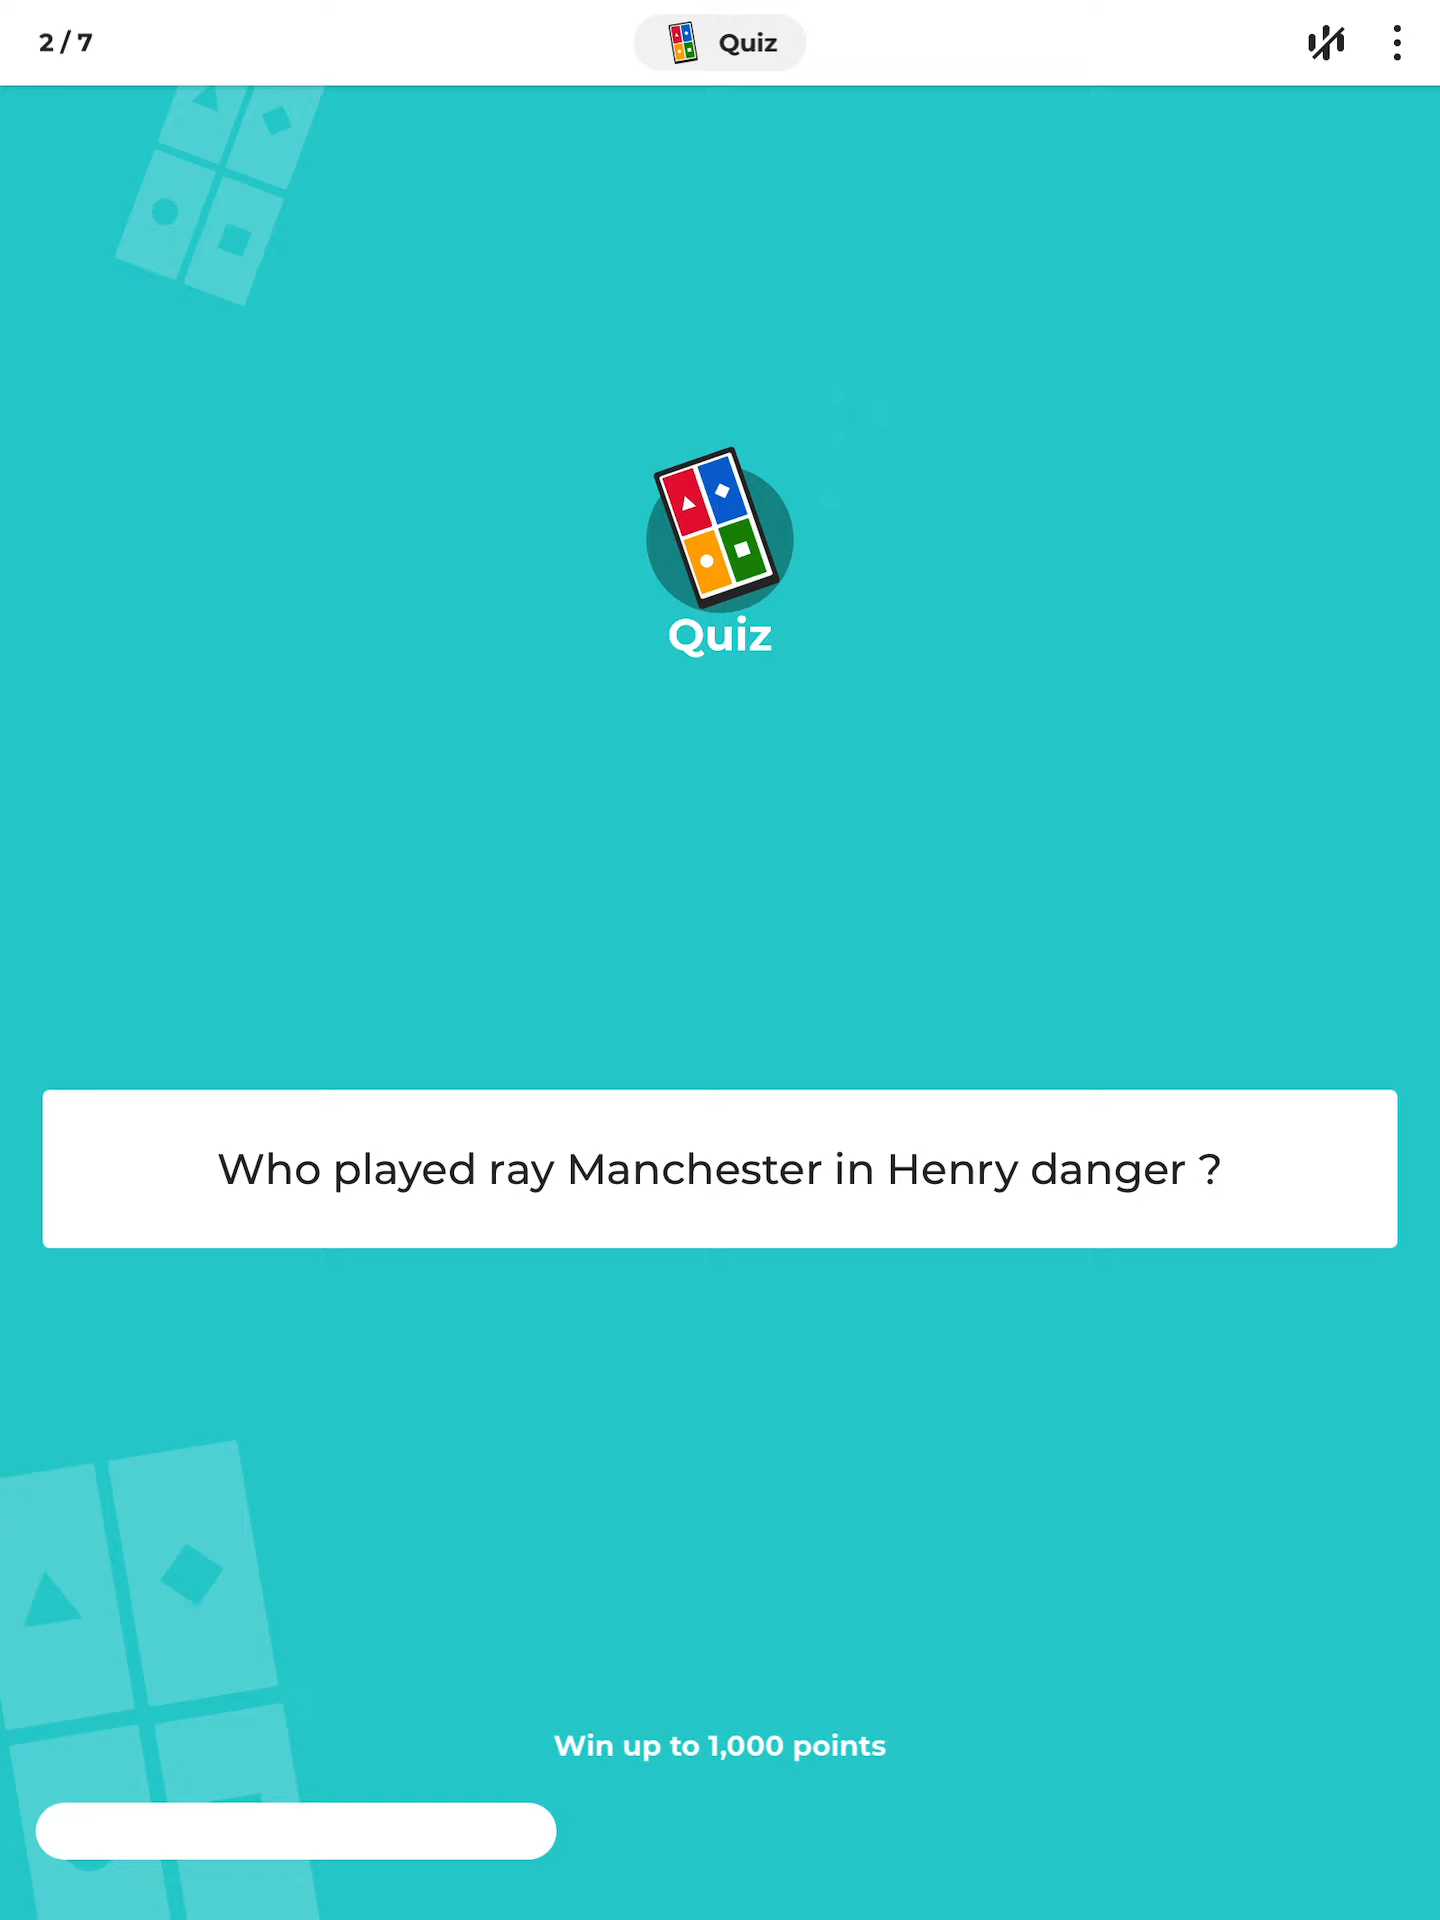 2 / 7
Quiz
Quiz
Who played ray Manchester in Henry danger ?
Win up to 1,000 points